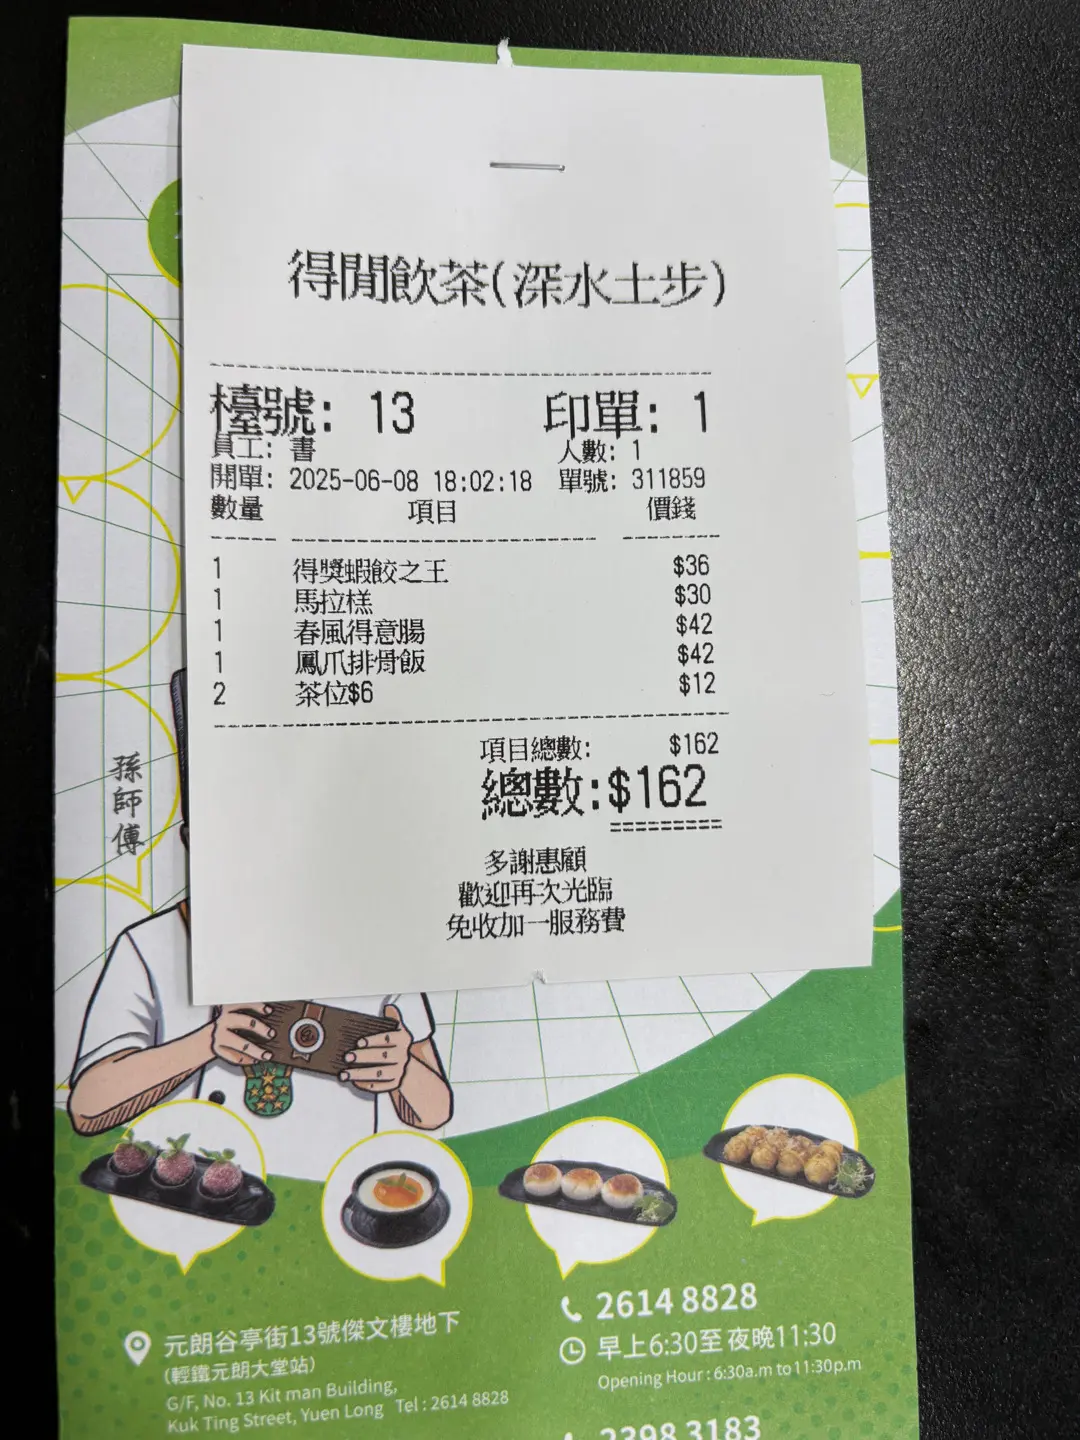 得閒飲茶(深水土步)
檯號: 13 印單: 1
員工: 書 人數: 1
開單: 2025-06-08 18:02:18 單號: 311859
數量 項目 價錢
1 得獎蝦餃之王 $36
1 馬拉糕 $30
1 春風得意腸 $42
1 鳳爪排骨飯 $42
2 茶位$6 $12
項目總數: $162
總數:$162
多謝惠顧
歡迎再次光臨
免收加一服務費
孫師傅
元朗谷亭街13號傑文樓地下
(輕鐵元朗大堂站)
G/F, No. 13 Kit man Building,
Kuk Ting Street, Yuen Long Tel : 2614 8828
2614 8828
早上6:30至夜晚11:30
Opening Hour : 6:30a.m to 11:30p.m
2398 3183